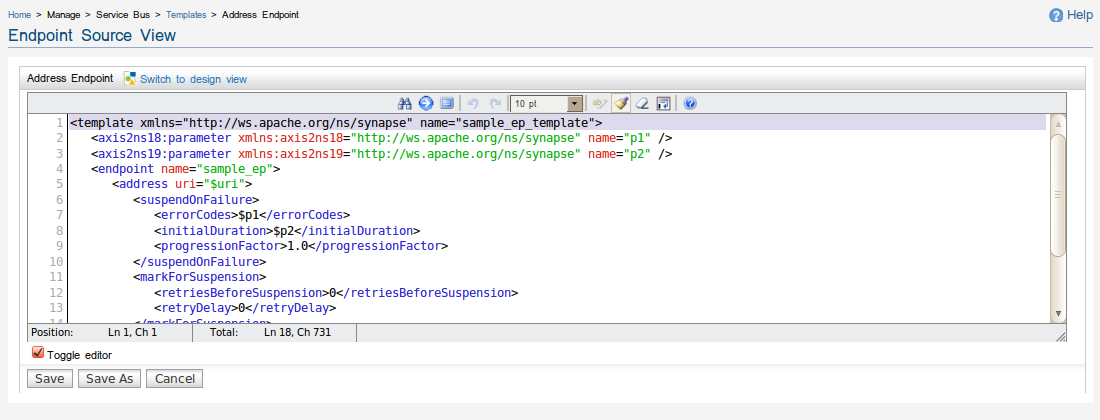 Home > Manage > Service Bus > Templates > Address Endpoint
Help
Endpoint Source View
Address Endpoint Switch to design view
10 pt
1 <template xmlns="http://ws.apache.org/ns/synapse" name="sample_ep_template">
2 <axis2ns18:parameter xmlns:axis2ns18="http://ws.apache.org/ns/synapse" name="p1" />
3 <axis2ns19:parameter xmlns:axis2ns19="http://ws.apache.org/ns/synapse" name="p2" />
4 <endpoint name="sample_ep">
5 <address uri="$uri">
6 <suspendOnFailure>
7 <errorCodes>$p1</errorCodes>
8 <initialDuration>$p2</initialDuration>
9 <progressionFactor>1.0</progressionFactor>
10 </suspendOnFailure>
11 <markForSuspension>
12 <retriesBeforeSuspension>0</retriesBeforeSuspension>
13 <retryDelay>0</retryDelay>
14 </markForSuspension>
Position: Ln 1, Ch 1 Total: Ln 18, Ch 731
Toggle editor
Save Save As Cancel